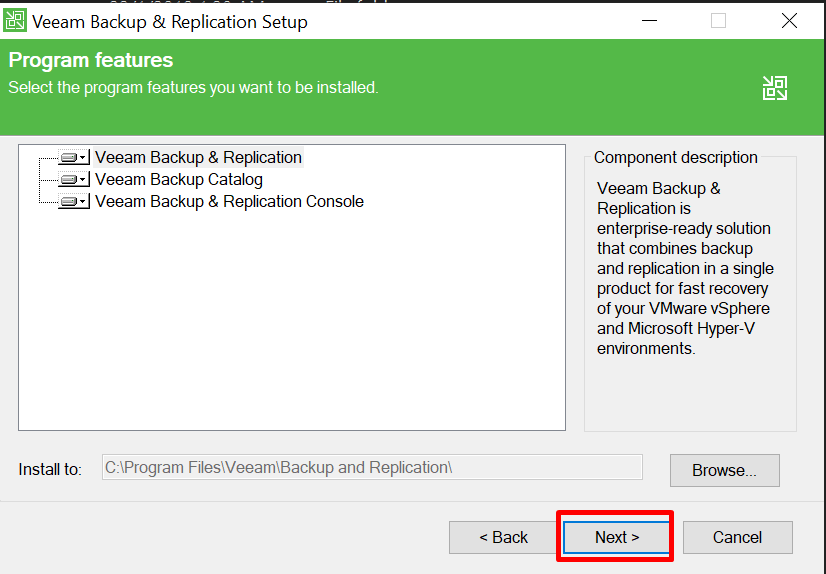 Veeam Backup & Replication Setup
Program features
Select the program features you want to be installed.
Veeam Backup & Replication
Veeam Backup Catalog
Veeam Backup & Replication Console
Component description
Veeam Backup &
Replication is
enterprise-ready solution
that combines backup
and replication in a single
product for fast recovery
of your VMware vSphere
and Microsoft Hyper-V
environments.
Install to:
C:\Program Files\Veeam\Backup and Replication\
Browse...
< Back
Next >
Cancel